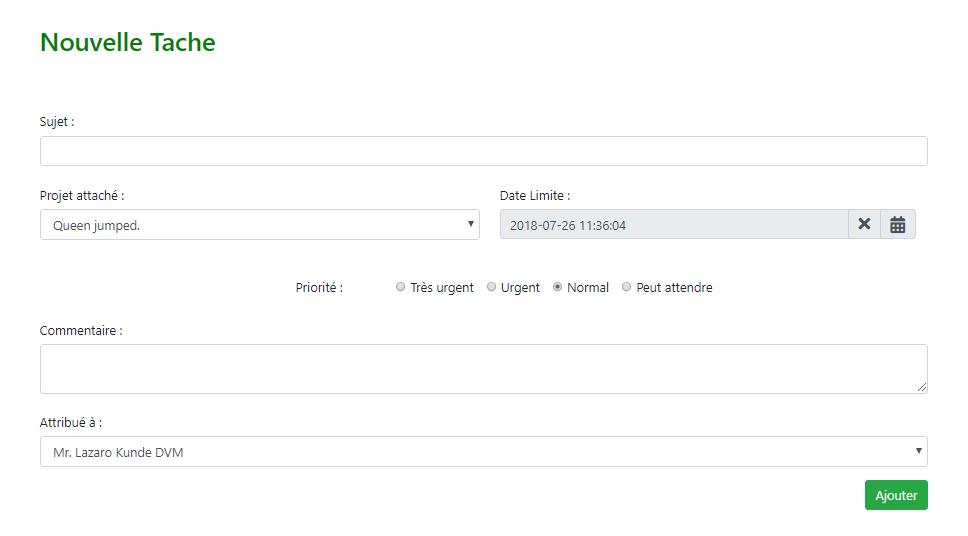 Nouvelle Tache
Sujet :
Projet attaché :
Date Limite :
Queen jumped.
2018-07-26 11:36:04
Priorité :
Très urgent
Urgent
Normal
Peut attendre
Commentaire :
Attribué à :
Mr. Lazaro Kunde DVM
Ajouter